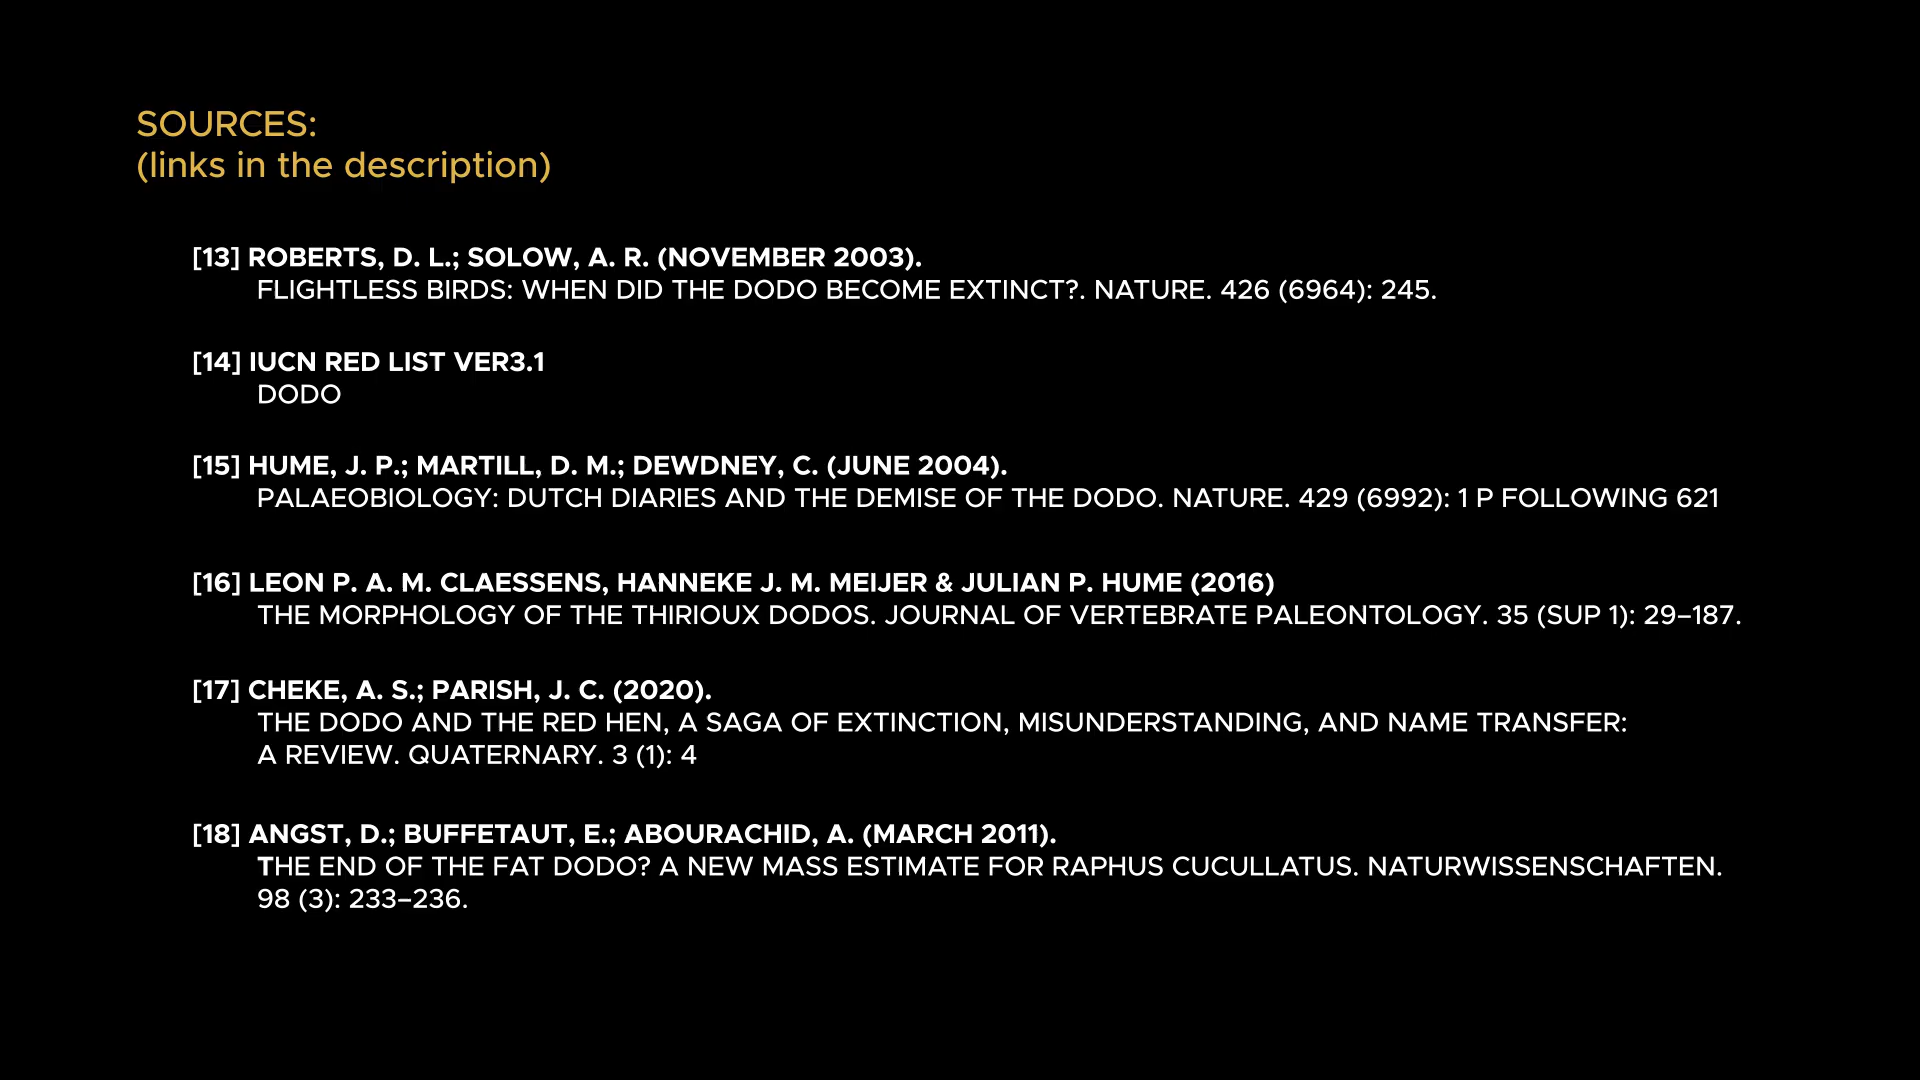 SOURCES:
(links in the description)
[13] ROBERTS, D. L.; SOLOW, A. R. (NOVEMBER 2003).
FLIGHTLESS BIRDS: WHEN DID THE DODO BECOME EXTINCT?. NATURE. 426 (6964): 245.
[14] IUCN RED LIST VER3.1
DODO
[15] HUME, J. P.; MARTILL, D. M.; DEWDNEY, C. (JUNE 2004).
PALAEOBIOLOGY: DUTCH DIARIES AND THE DEMISE OF THE DODO. NATURE. 429 (6992): 1 P FOLLOWING 621
[16] LEON P. A. M. CLAESSENS, HANNEKE J. M. MEIJER & JULIAN P. HUME (2016)
THE MORPHOLOGY OF THE THIRIOUX DODOS. JOURNAL OF VERTEBRATE PALEONTOLOGY. 35 (SUP 1): 29–187.
[17] CHEKE, A. S.; PARISH, J. C. (2020).
THE DODO AND THE RED HEN, A SAGA OF EXTINCTION, MISUNDERSTANDING, AND NAME TRANSFER:
A REVIEW. QUATERNARY. 3 (1): 4
[18] ANGST, D.; BUFFETAUT, E.; ABOURACHID, A. (MARCH 2011).
THE END OF THE FAT DODO? A NEW MASS ESTIMATE FOR RAPHUS CUCULLATUS. NATURWISSENSCHAFTEN.
98 (3): 233–236.